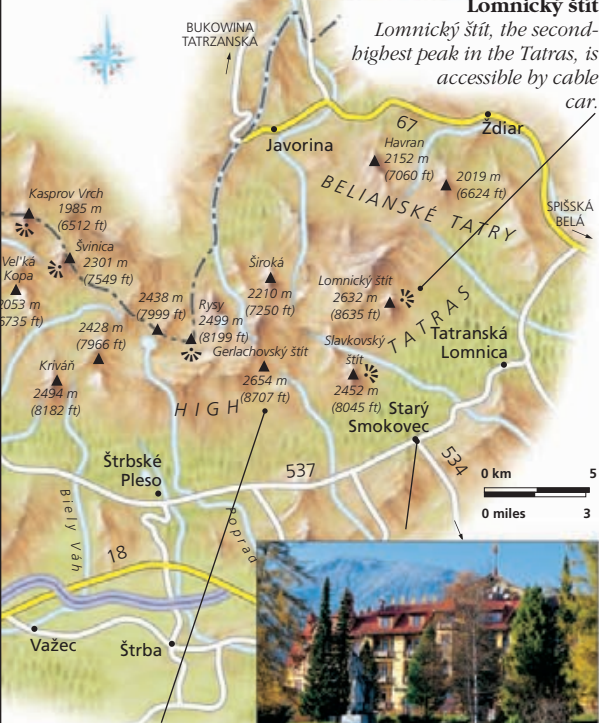 Lomnický štít
Lomnický štít, the second-
highest peak in the Tatras, is
accessible by cable
car.
BUKOWINA
TATRZAŃSKA
67
Ždiar
Javorina
Havran
2152 m
(7060 ft)
2019 m
(6624 ft)
BELIANSKÉ TATRY
SPIŠSKÁ
BELÁ
Kasprov Vrch
1985 m
(6512 ft)
Švinica
2301 m
(7549 ft)
Veľká
Kopa
2053 m
6735 ft)
Široká
2210 m
(7250 ft)
Lomnický štít
2632 m
(8635 ft)
2438 m
(7999 ft)
Rysy
2499 m
(8199 ft)
2428 m
(7966 ft)
Gerlachovský štít
2654 m
(8707 ft)
Slavkovský
štít
2452 m
(8045 ft)
Tatranská
Lomnica
Kriváň
2494 m
(8182 ft)
HIGH TATRAS
Starý
Smokovec
Štrbské
Pleso
537
534
0 km 5
0 miles 3
Biely Váh
Poprad
18
Važec
Štrba